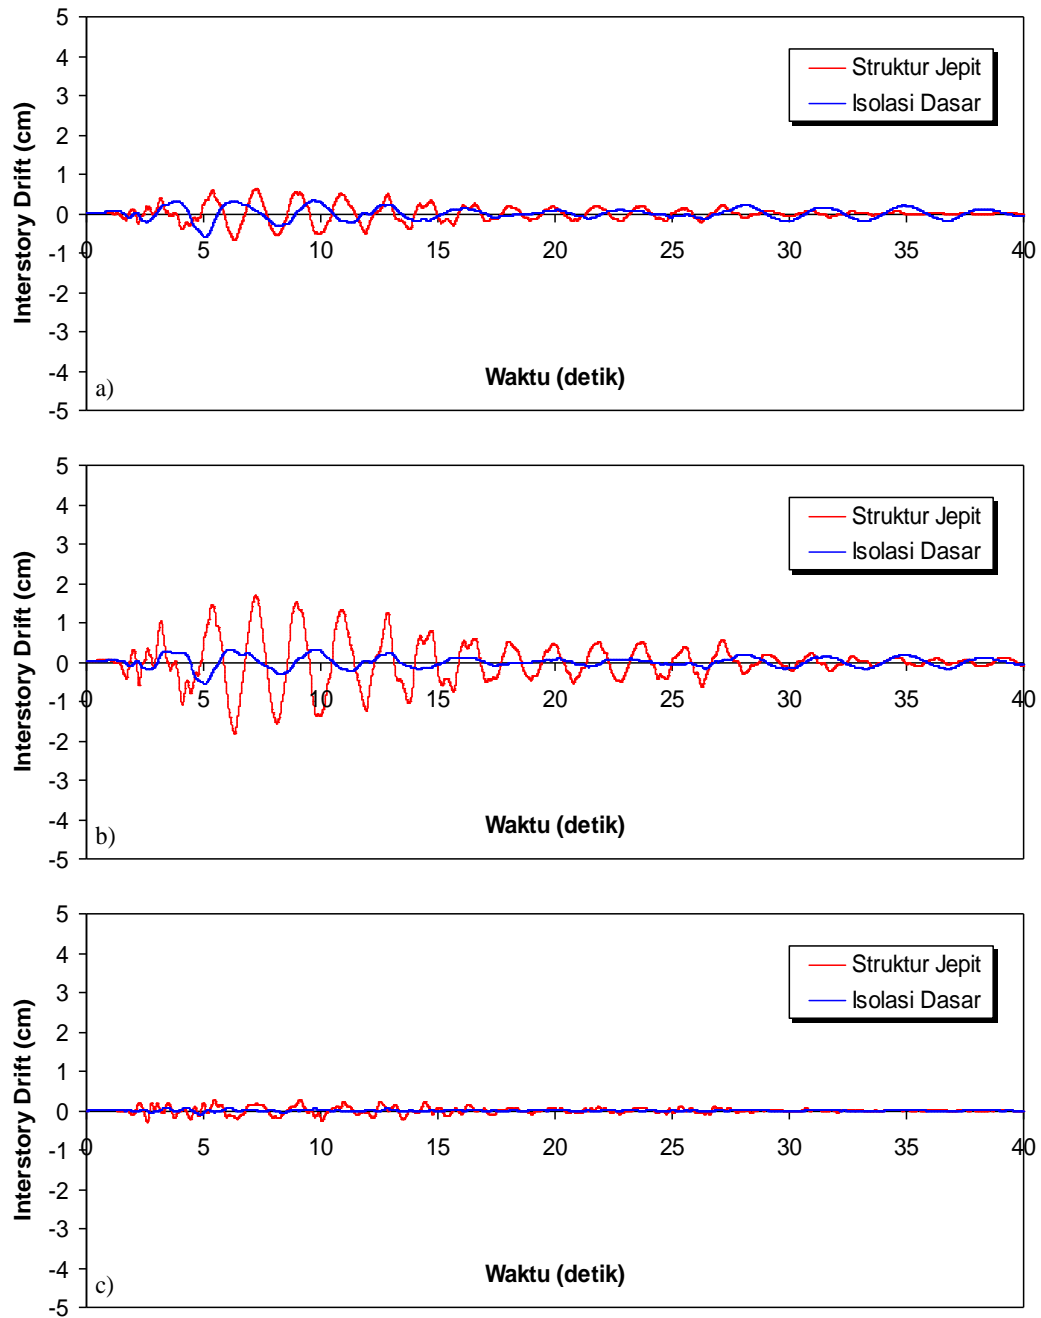 5
4
3
2
1
0
-1
-2
-3
-4
-5
Interstory Drift (cm)
Struktur Jepit
Isolasi Dasar
0 5 10 15 20 25 30 35 40
Waktu (detik)
a)
5
4
3
2
1
0
-1
-2
-3
-4
-5
Interstory Drift (cm)
Struktur Jepit
Isolasi Dasar
0 5 10 15 20 25 30 35 40
Waktu (detik)
b)
5
4
3
2
1
0
-1
-2
-3
-4
-5
Interstory Drift (cm)
Struktur Jepit
Isolasi Dasar
0 5 10 15 20 25 30 35 40
Waktu (detik)
c)